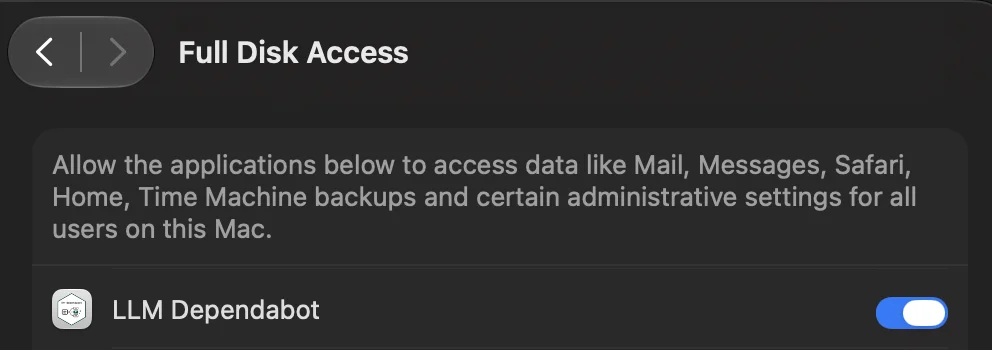 Full Disk Access
Allow the applications below to access data like Mail, Messages, Safari,
Home, Time Machine backups and certain administrative settings for all
users on this Mac.
LLM Dependabot